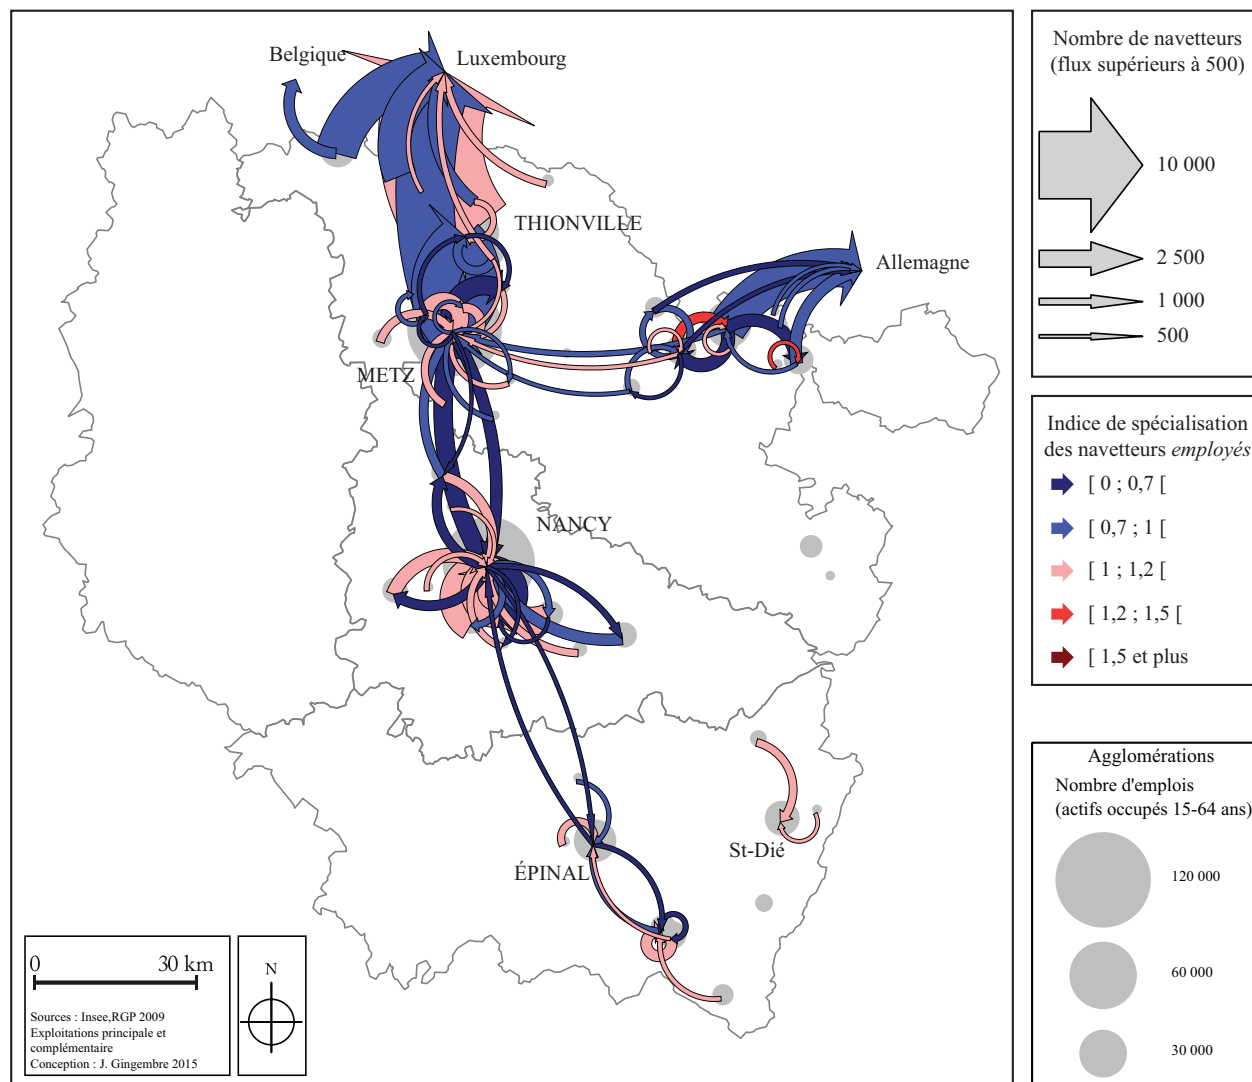 Belgique
Luxembourg
THIONVILLE
Allemagne
METZ
NANCY
St-Dié
ÉPINAL
0 30 km
Sources : Insee,RGP 2009
Exploitations principale et
complémentaire
Conception : J. Gingembre 2015
N
Nombre de navetteurs
(flux supérieurs à 500)
10 000
2 500
1 000
500
Indice de spécialisation
des navetteurs employés
[ 0 ; 0,7 [
[ 0,7 ; 1 [
[ 1 ; 1,2 [
[ 1,2 ; 1,5 [
[ 1,5 et plus
Agglomérations
Nombre d'emplois
(actifs occupés 15-64 ans)
120 000
60 000
30 000